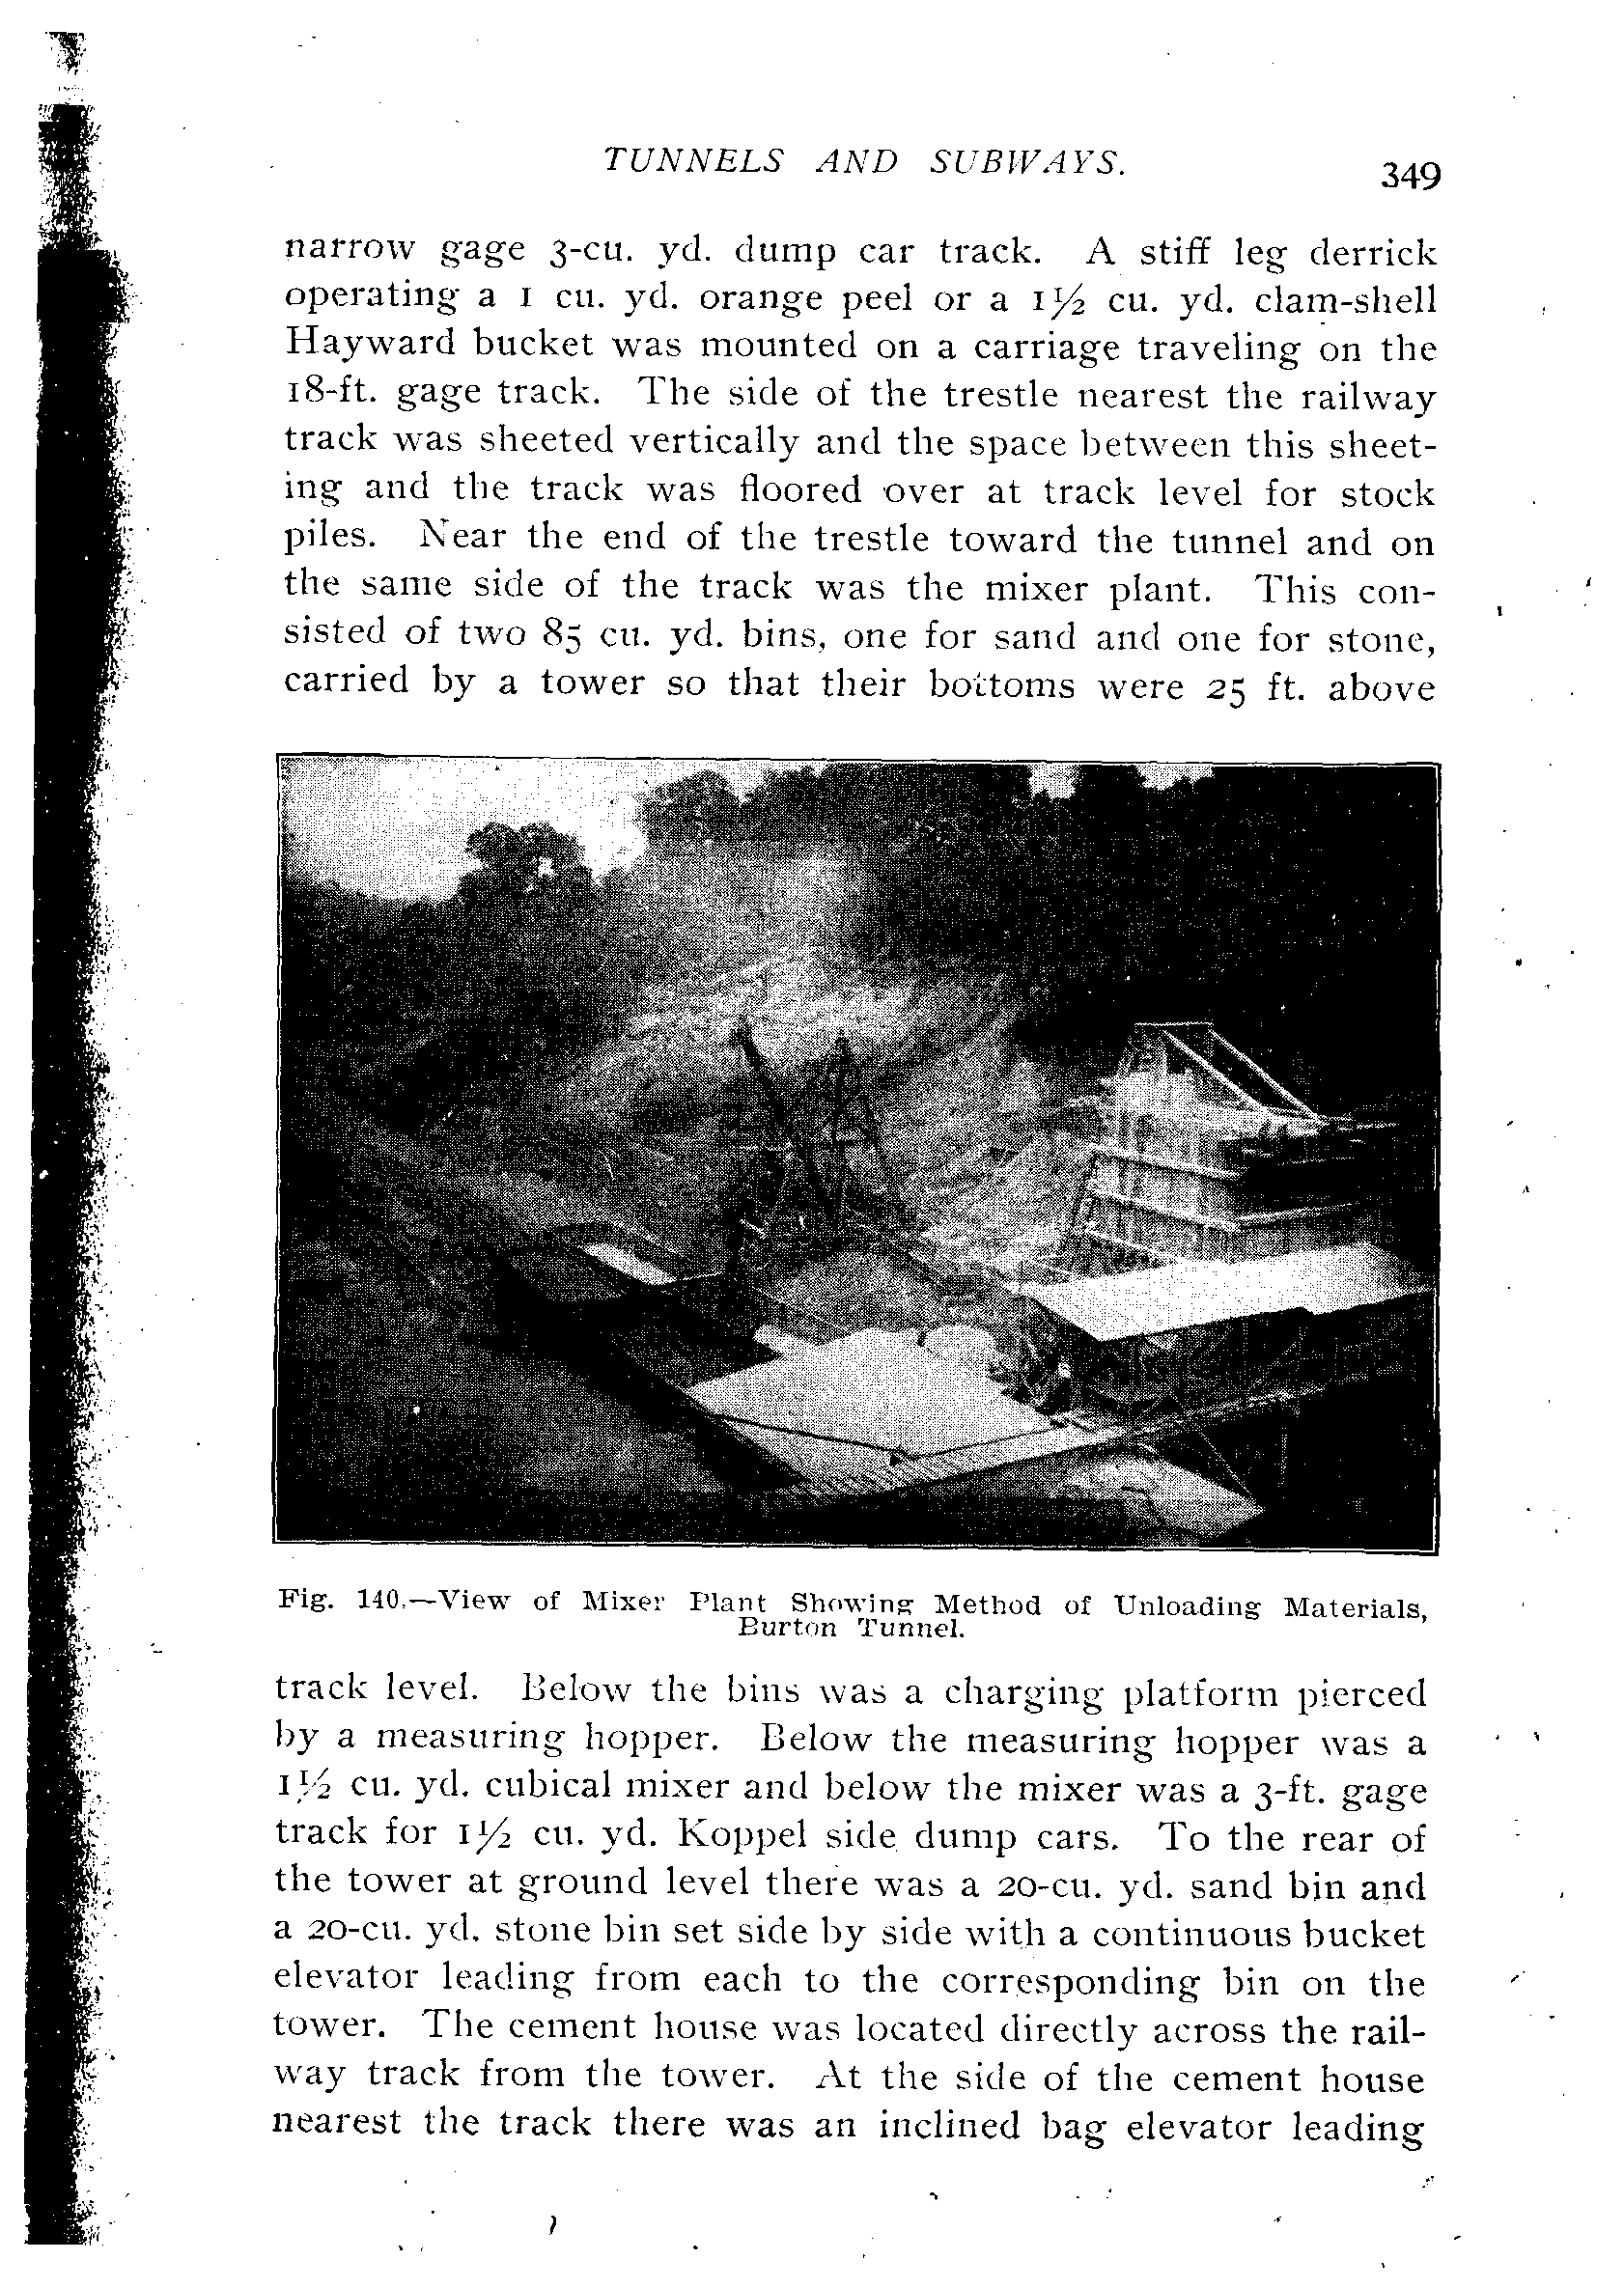 TUNNELS AND SUBWAYS.
349
narrow gage 3-cu. yd. dump car track. A stiff leg derrick
operating a 1 cu. yd. orange peel or a 1½ cu. yd. clam-shell
Hayward bucket was mounted on a carriage traveling on the
18-ft. gage track. The side of the trestle nearest the railway
track was sheeted vertically and the space between this sheet-
ing and the track was floored over at track level for stock
piles. Near the end of the trestle toward the tunnel and on
the same side of the track was the mixer plant. This con-
sisted of two 85 cu. yd. bins, one for sand and one for stone,
carried by a tower so that their bottoms were 25 ft. above
Fig. 140.—View of Mixer Plant Showing Method of Unloading Materials,
Burton Tunnel.
track level. Below the bins was a charging platform pierced
by a measuring hopper. Below the measuring hopper was a
1½ cu. yd. cubical mixer and below the mixer was a 3-ft. gage
track for 1½ cu. yd. Koppel side dump cars. To the rear of
the tower at ground level there was a 20-cu. yd. sand bin and
a 20-cu. yd. stone bin set side by side with a continuous bucket
elevator leading from each to the corresponding bin on the
tower. The cement house was located directly across the rail-
way track from the tower. At the side of the cement house
nearest the track there was an inclined bag elevator leading